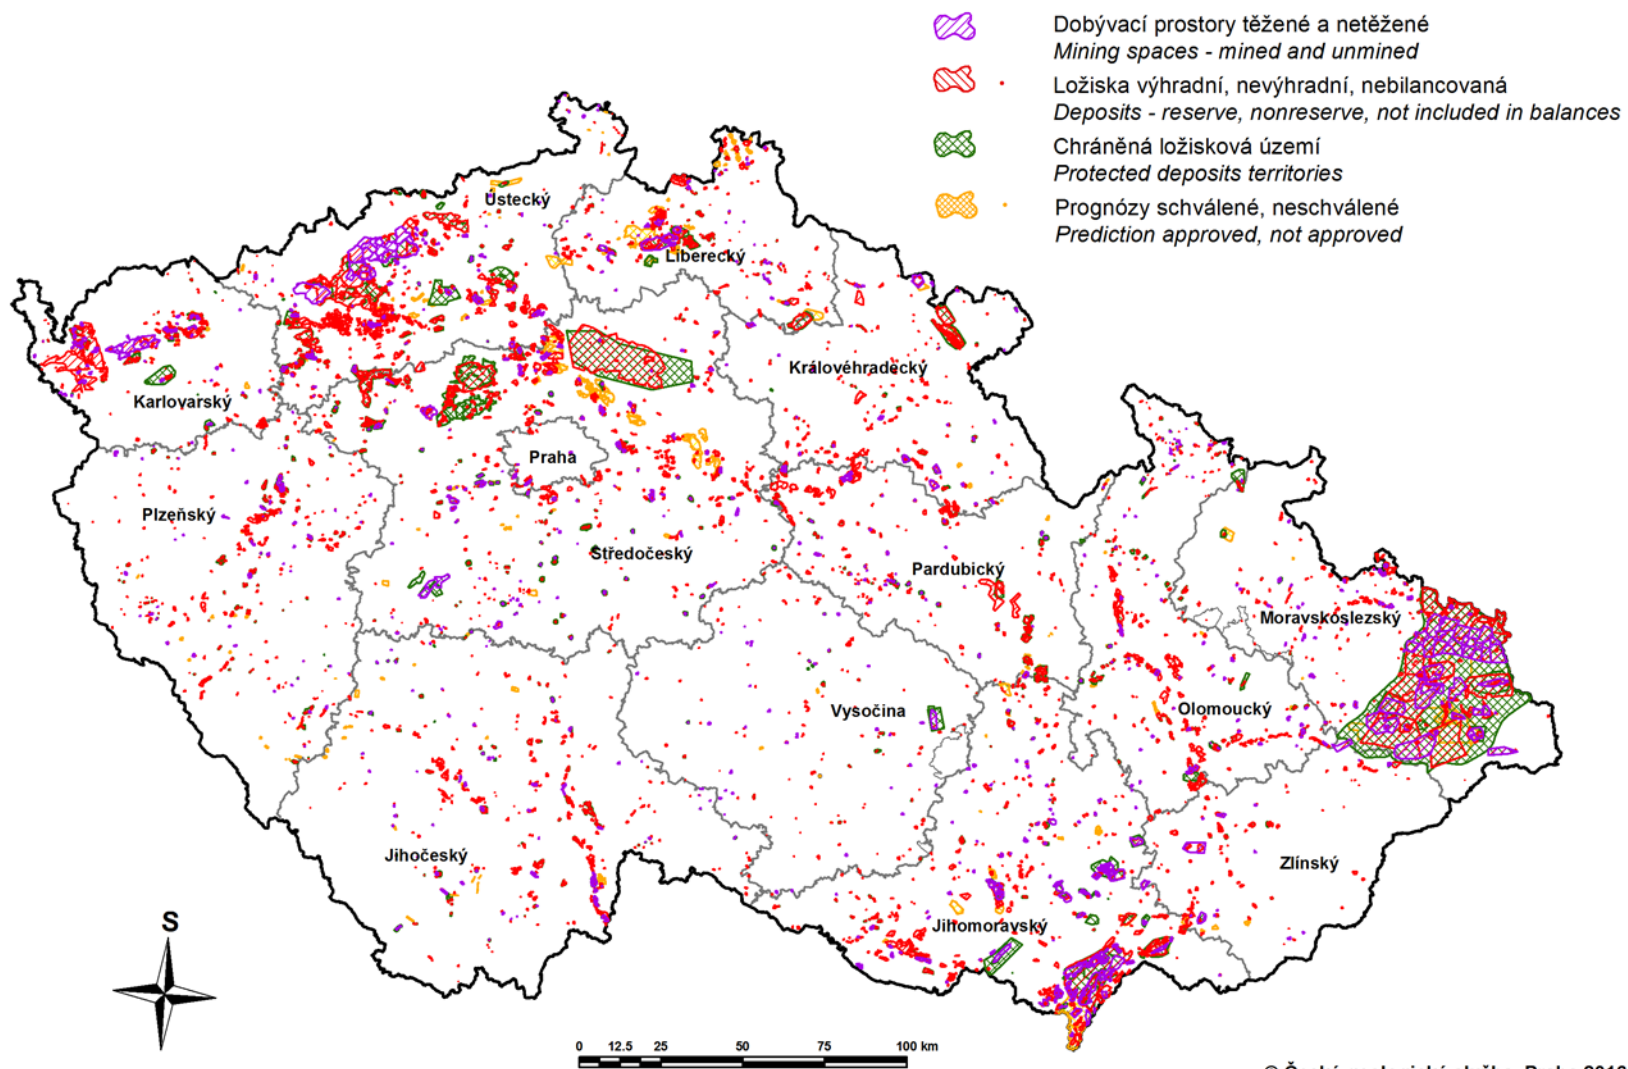 Dobývací prostory těžené a netěžené
Mining spaces - mined and unmined
Ložiska výhradní, nevýhradní, nebilancovaná
Deposits - reserve, nonreserve, not included in balances
Chráněná ložisková území
Protected deposits territories
Prognózy schválené, neschválené
Prediction approved, not approved
Ústecký
Liberecký
Královéhradecký
Karlovarský
Praha
Plzeňský
Středočeský
Pardubický
Moravskoslezský
Vysočina
Olomoucký
Jihočeský
Zlínský
Jihomoravský
S
0 12.5 25 50 75 100 km